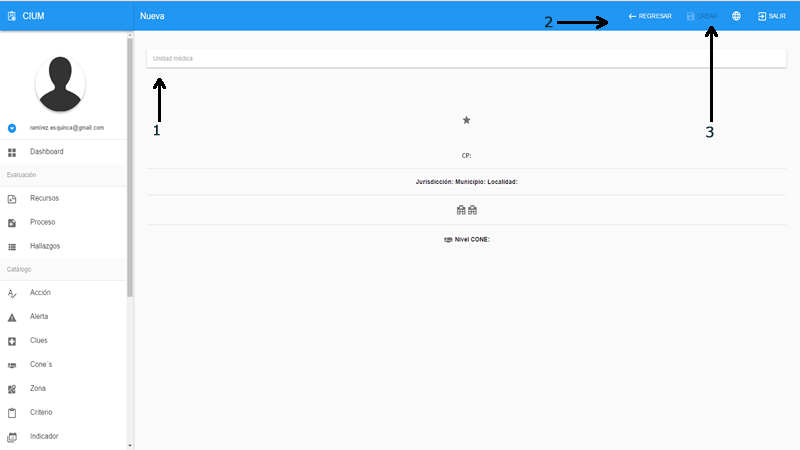 CIUM
Nueva
2
REGRESAR
CREAR
SALIR
Unidad médica
1
3
ramirez.esquinca@gmail.com
Dashboard
Evaluación
Recursos
Proceso
Hallazgos
Catálogo
Acción
Alerta
Clues
Cone´s
Zona
Criterio
Indicador
CP:
Jurisdicción: Municipio: Localidad:
Nivel CONE: